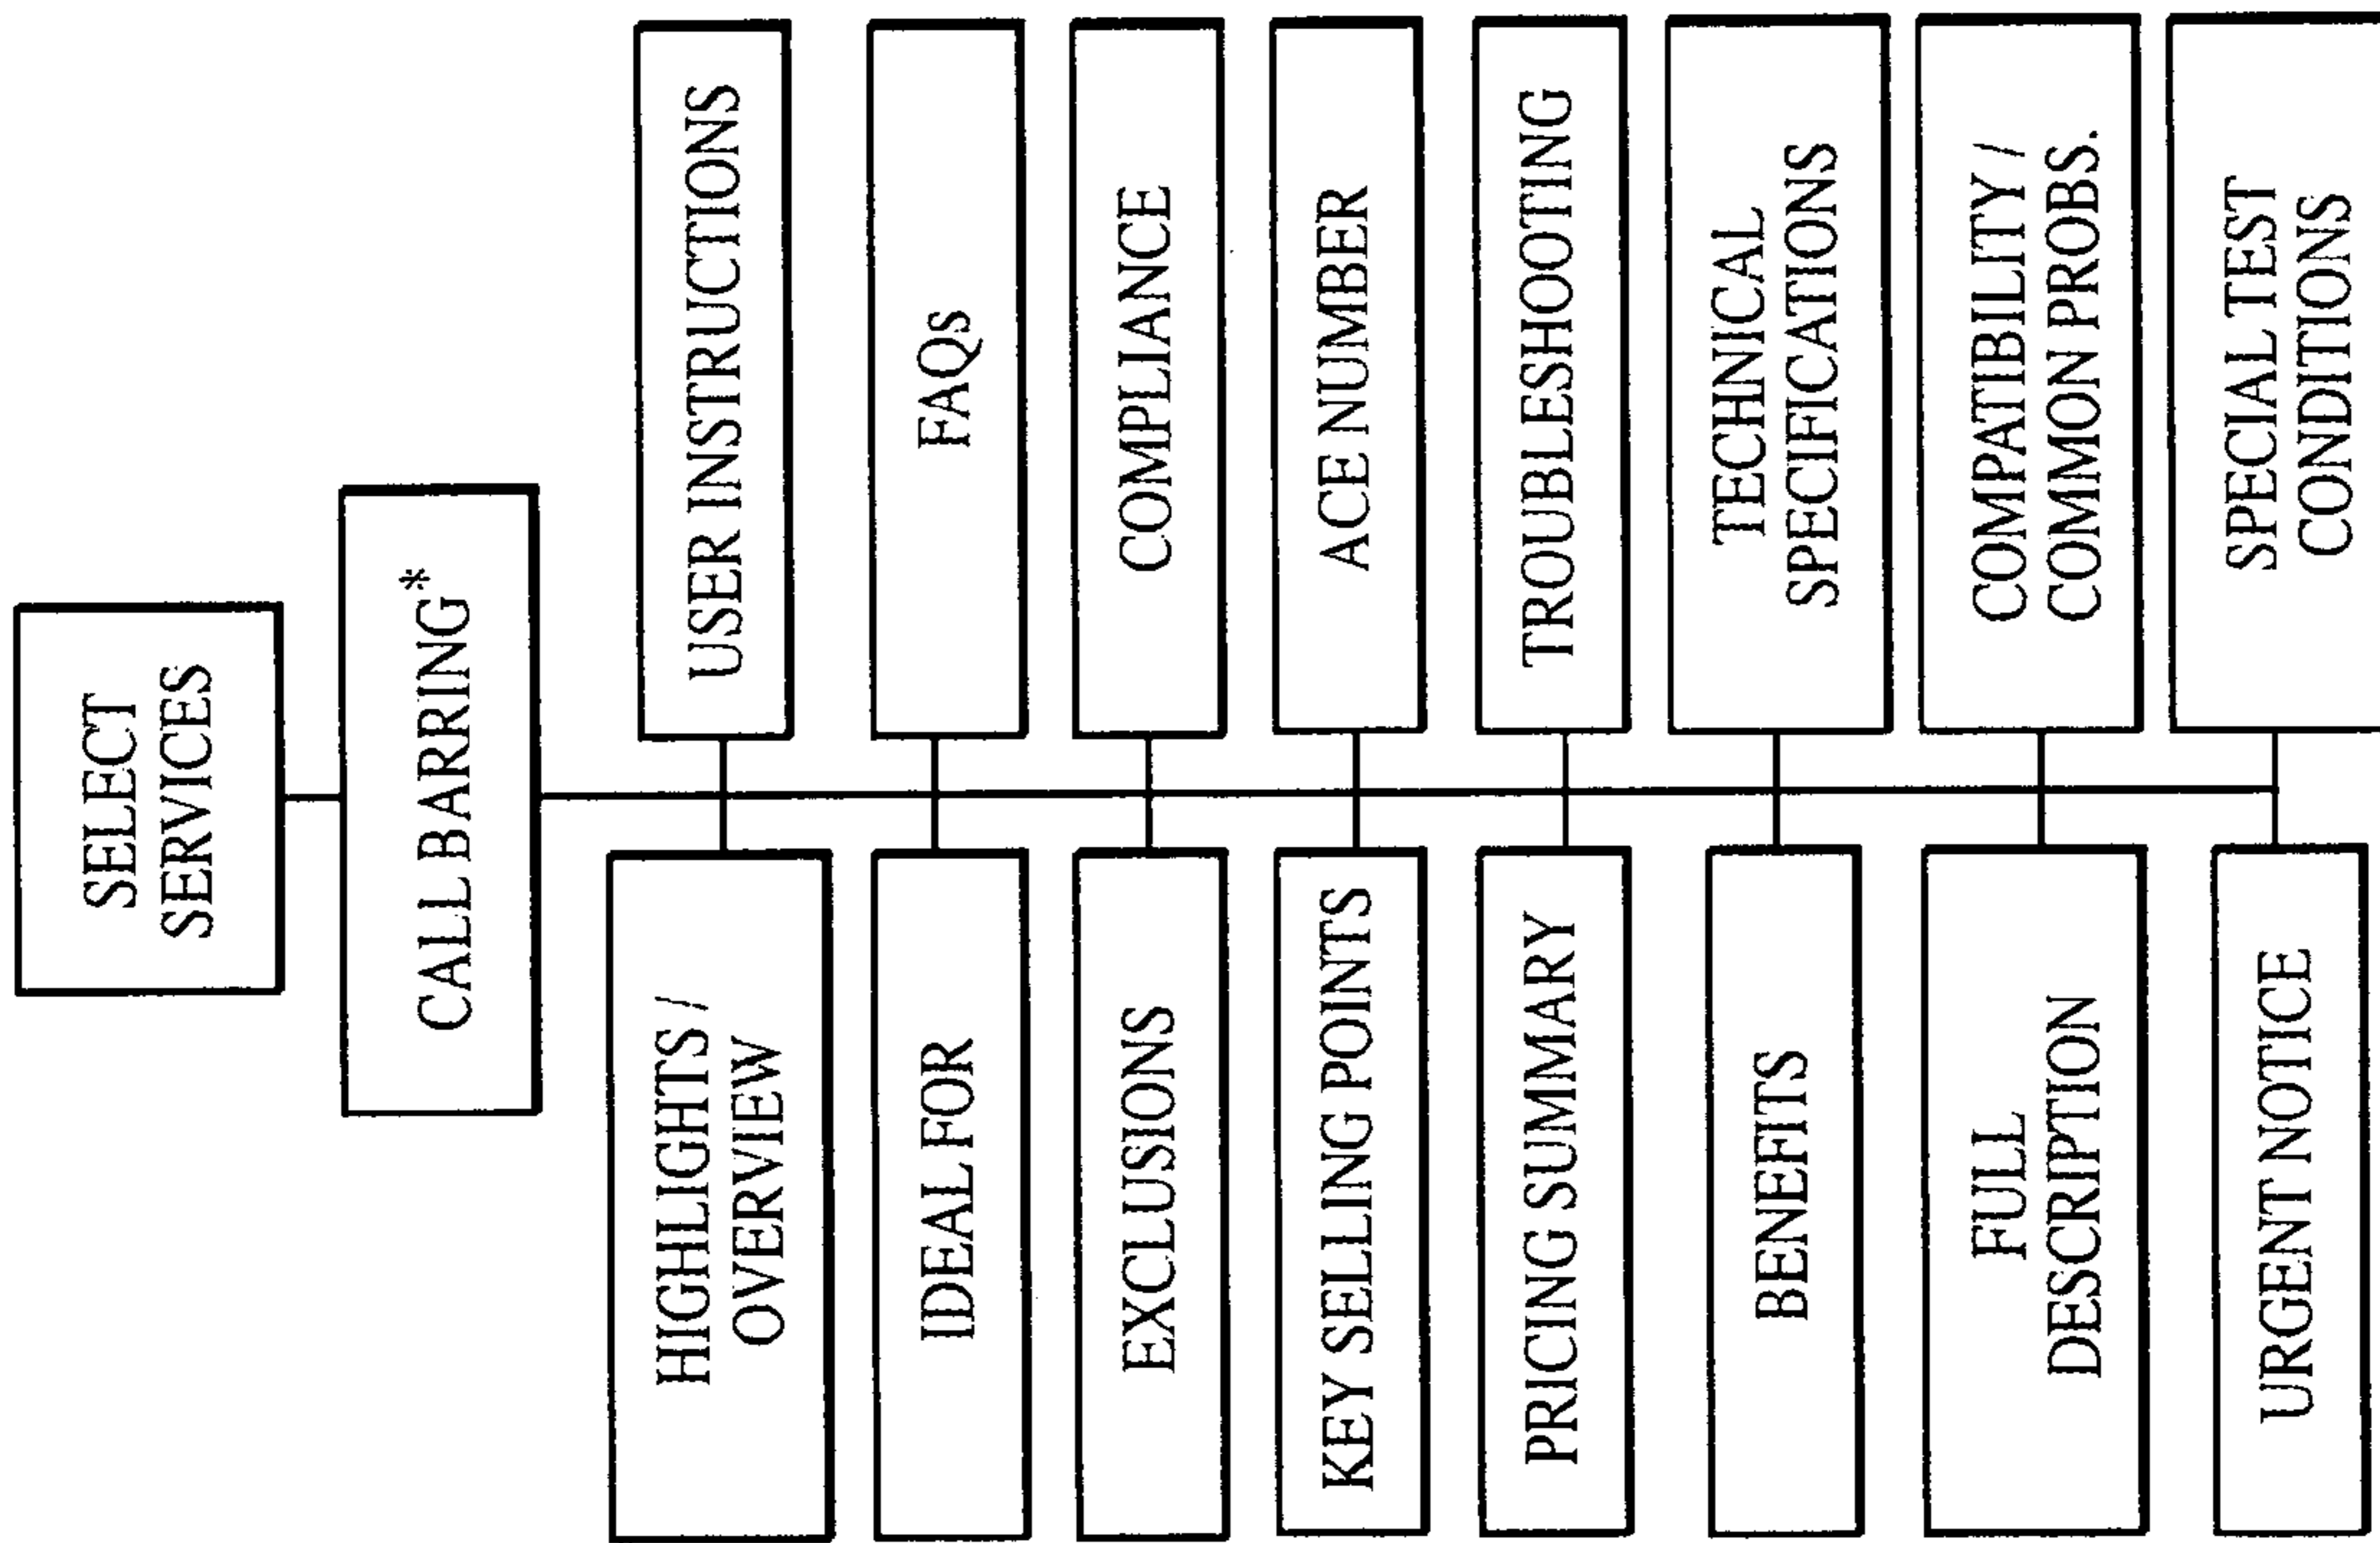 SELECT
SERVICES
CALL BARRING*
HIGHLIGHTS /
OVERVIEW
USER INSTRUCTIONS
IDEAL FOR
FAQs
EXCLUSIONS
COMPLIANCE
KEY SELLING POINTS
ACE NUMBER
PRICING SUMMARY
TROUBLESHOOTING
BENEFITS
TECHNICAL
SPECIFICATIONS
FULL
DESCRIPTION
COMPATIBILITY /
COMMON PROBS.
URGENT NOTICE
SPECIAL TEST
CONDITIONS